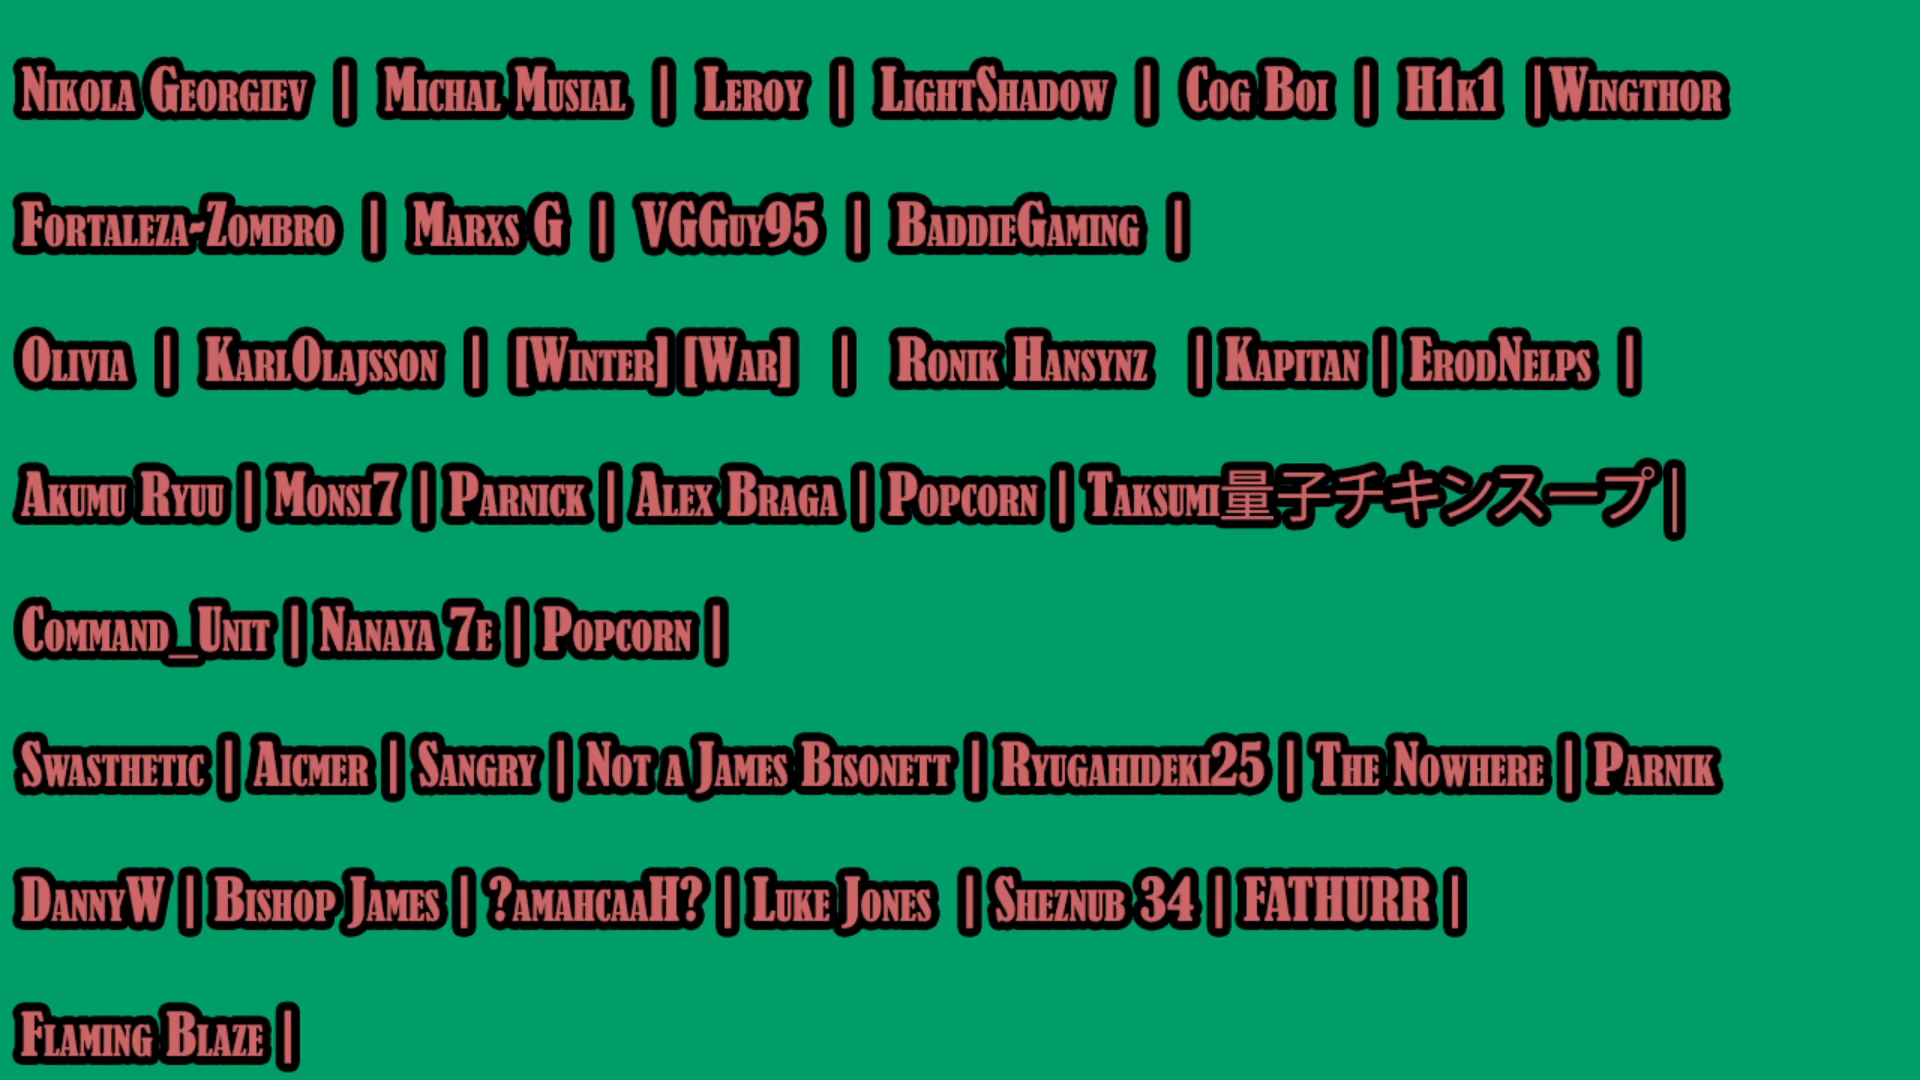 Nikola Georgiev | Michal Musial | Leroy | LightShadow | Cog Boi | H1k1 |Wingthor
Fortaleza-Zombro | Marxs G | VGGuy95 | BaddieGaming |
Olivia | KarlOlajsson | [Winter] [War] | Ronik Hansynz | Kapitan | ErodNelps |
Akumu Ryuu | Monsi7 | Parnick | Alex Braga | Popcorn | Taksumi量子チキンスープ |
Command_Unit | Nanaya 7e | Popcorn |
Swasthetic | Aicmer | Sangry | Not a James Bisonett | Ryugahideki25 | The Nowhere | Parnik
DannyW | Bishop James | ?amahcaaH? | Luke Jones | Sheznub 34 | FATHURR |
Flaming Blaze |